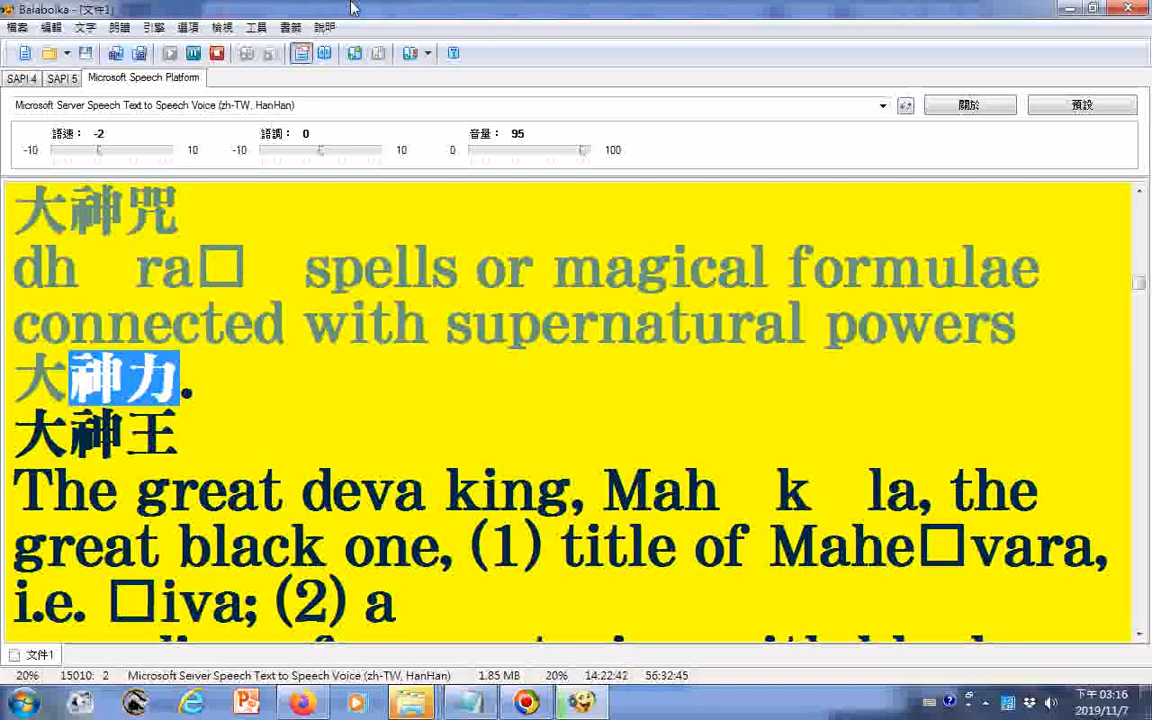 Balabolka - [文件1]
檔案 編輯 文字 朗讀 引擎 選項 檢視 工具 書籤 說明
SAPI 4 SAPI 5 Microsoft Speech Platform
Microsoft Server Speech Text to Speech Voice (zh-TW, HanHan) 關於 預設
語速： -2 語調： 0 音量： 95
-10 10 -10 10 0 100
大神咒
dh ra□ spells or magical formulae
connected with supernatural powers
大神力.
大神王
The great deva king, Mah k la, the
great black one, (1) title of Mahe□vara,
i.e. □iva; (2) a
文件1
20% 15010: 2 Microsoft Server Speech Text to Speech Voice (zh-TW, HanHan) 1.85 MB 20% 14:22:42 56:32:45
下午 03:16
2019/11/7